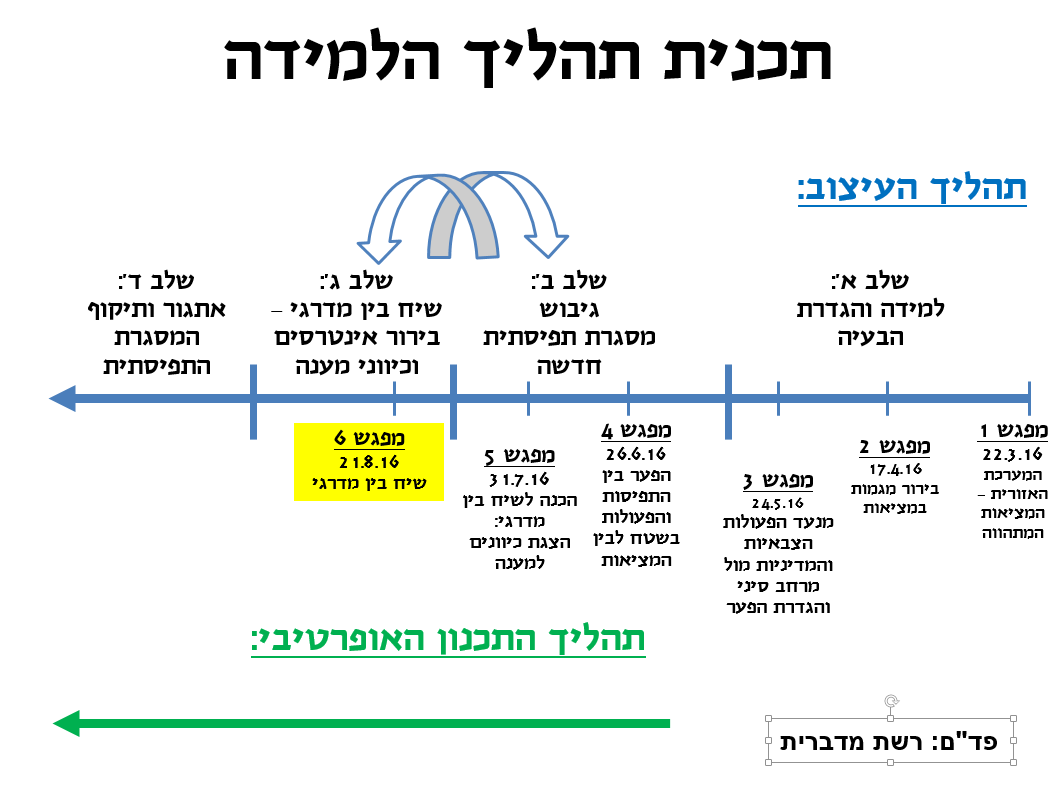 תכנית תהליך הלמידה
תהליך העיצוב:
שלב א':
למידה והגדרת
הבעיה
שלב ב':
גיבוש
מסגרת תפיסתית
חדשה
שלב ג':
שיח בין מדרגי –
בירור אינטרסים
וכיווני מענה
שלב ד':
אתגור ותיקוף
המסגרת
התפיסתית
מפגש 1
22.3.16
המערכת
האזורית –
המציאות
המתהווה
מפגש 2
17.4.16
בירור מגמות
במציאות
מפגש 3
24.5.16
מנעד הפעולות
הצבאיות
והמדיניות מול
מרחב סיני
והגדרת הפער
מפגש 4
26.6.16
הפער בין
התפיסות
והפעולות
בשטח לבין
המציאות
מפגש 5
31.7.16
הכנה לשיח בין
מדרגי:
הצגת כיוונים
למענה
מפגש 6
21.8.16
שיח בין מדרגי
תהליך התכנון האופרטיבי:
פד"ם: רשת מדברית